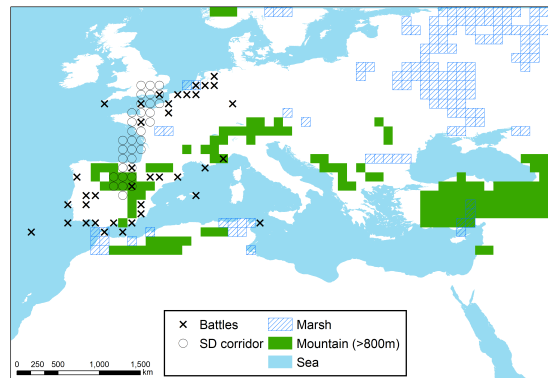 Battles
SD corridor
Marsh
Mountain (>800m)
Sea
0 250 500 1,000 1,500
km